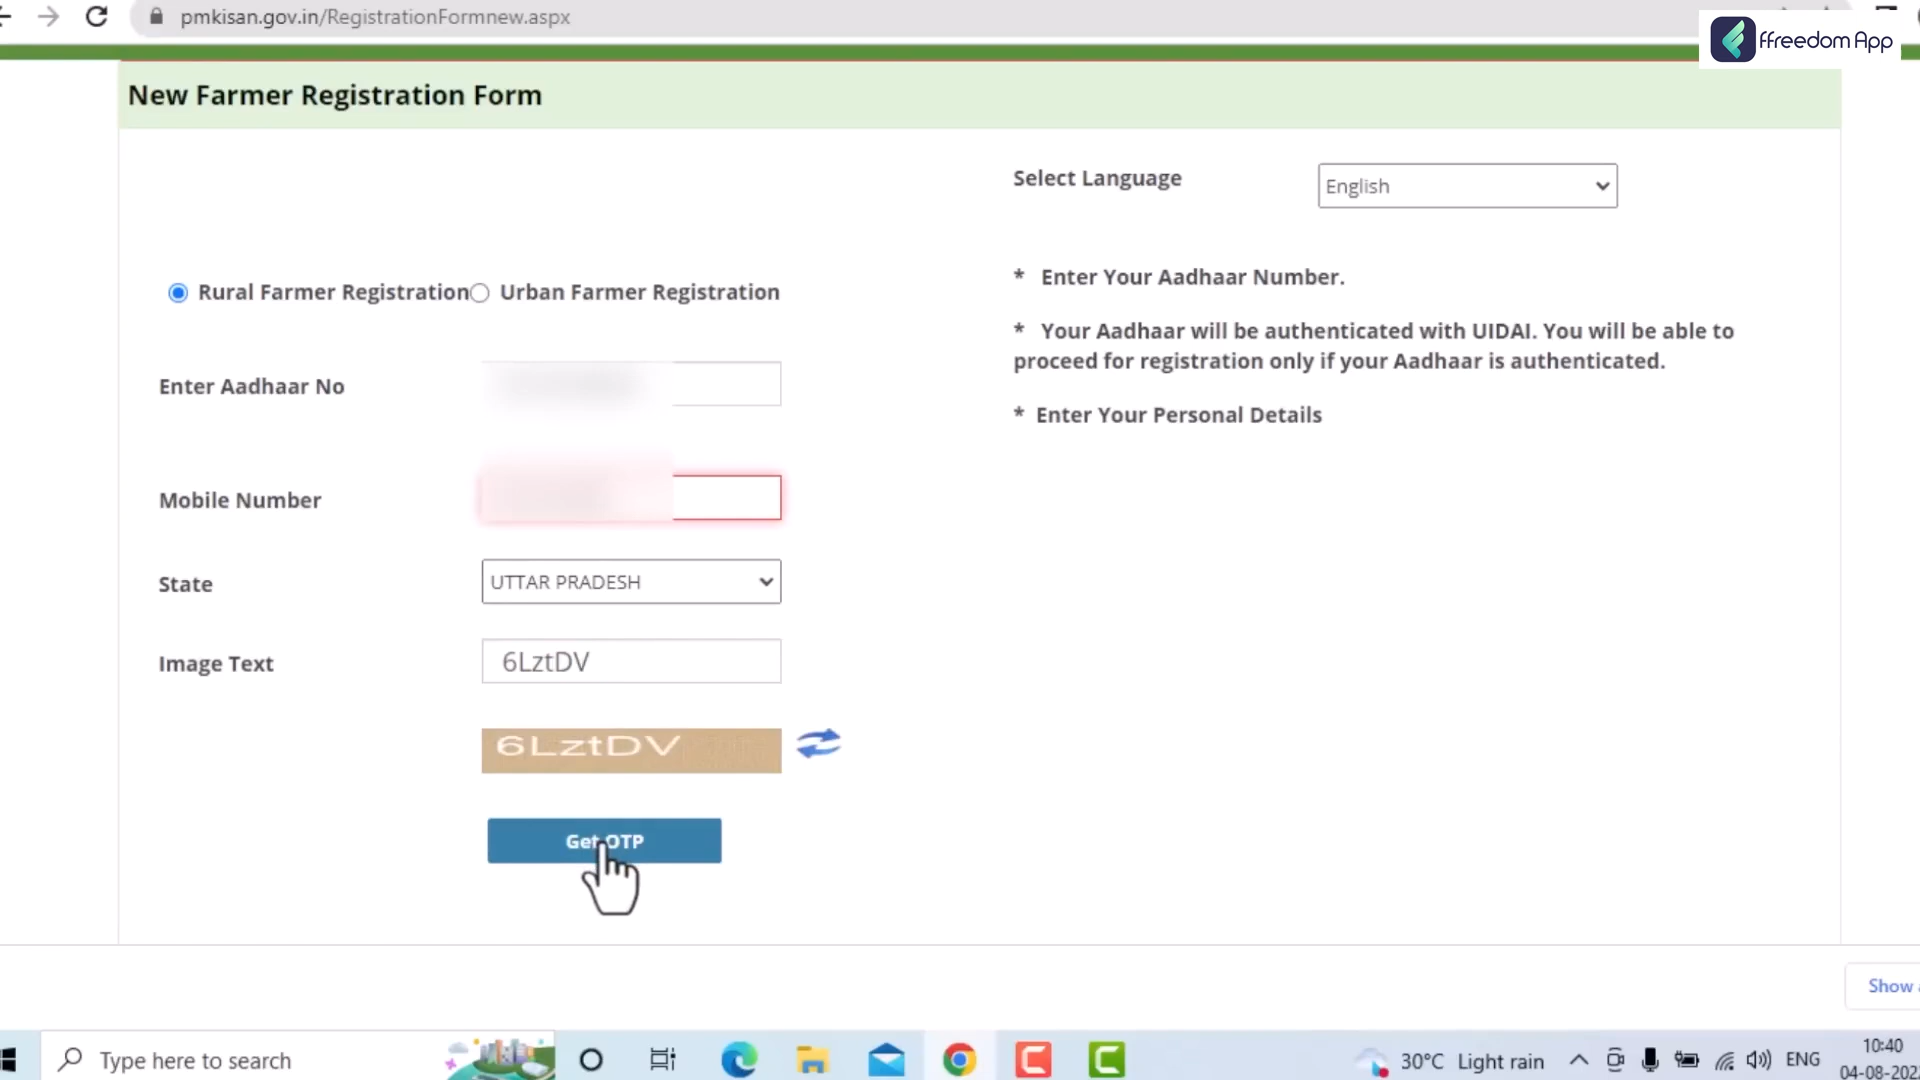 pmkisan.gov.in/RegistrationFormnew.aspx
ffreedom App
New Farmer Registration Form
Select Language
English
Rural Farmer Registration Urban Farmer Registration
* Enter Your Aadhaar Number.
* Your Aadhaar will be authenticated with UIDAI. You will be able to
proceed for registration only if your Aadhaar is authenticated.
* Enter Your Personal Details
Enter Aadhaar No
Mobile Number
State
UTTAR PRADESH
Image Text
6LztDV
6LztDV
Get OTP
Show
Type here to search
30°C Light rain
ENG
10:40
04-08-202